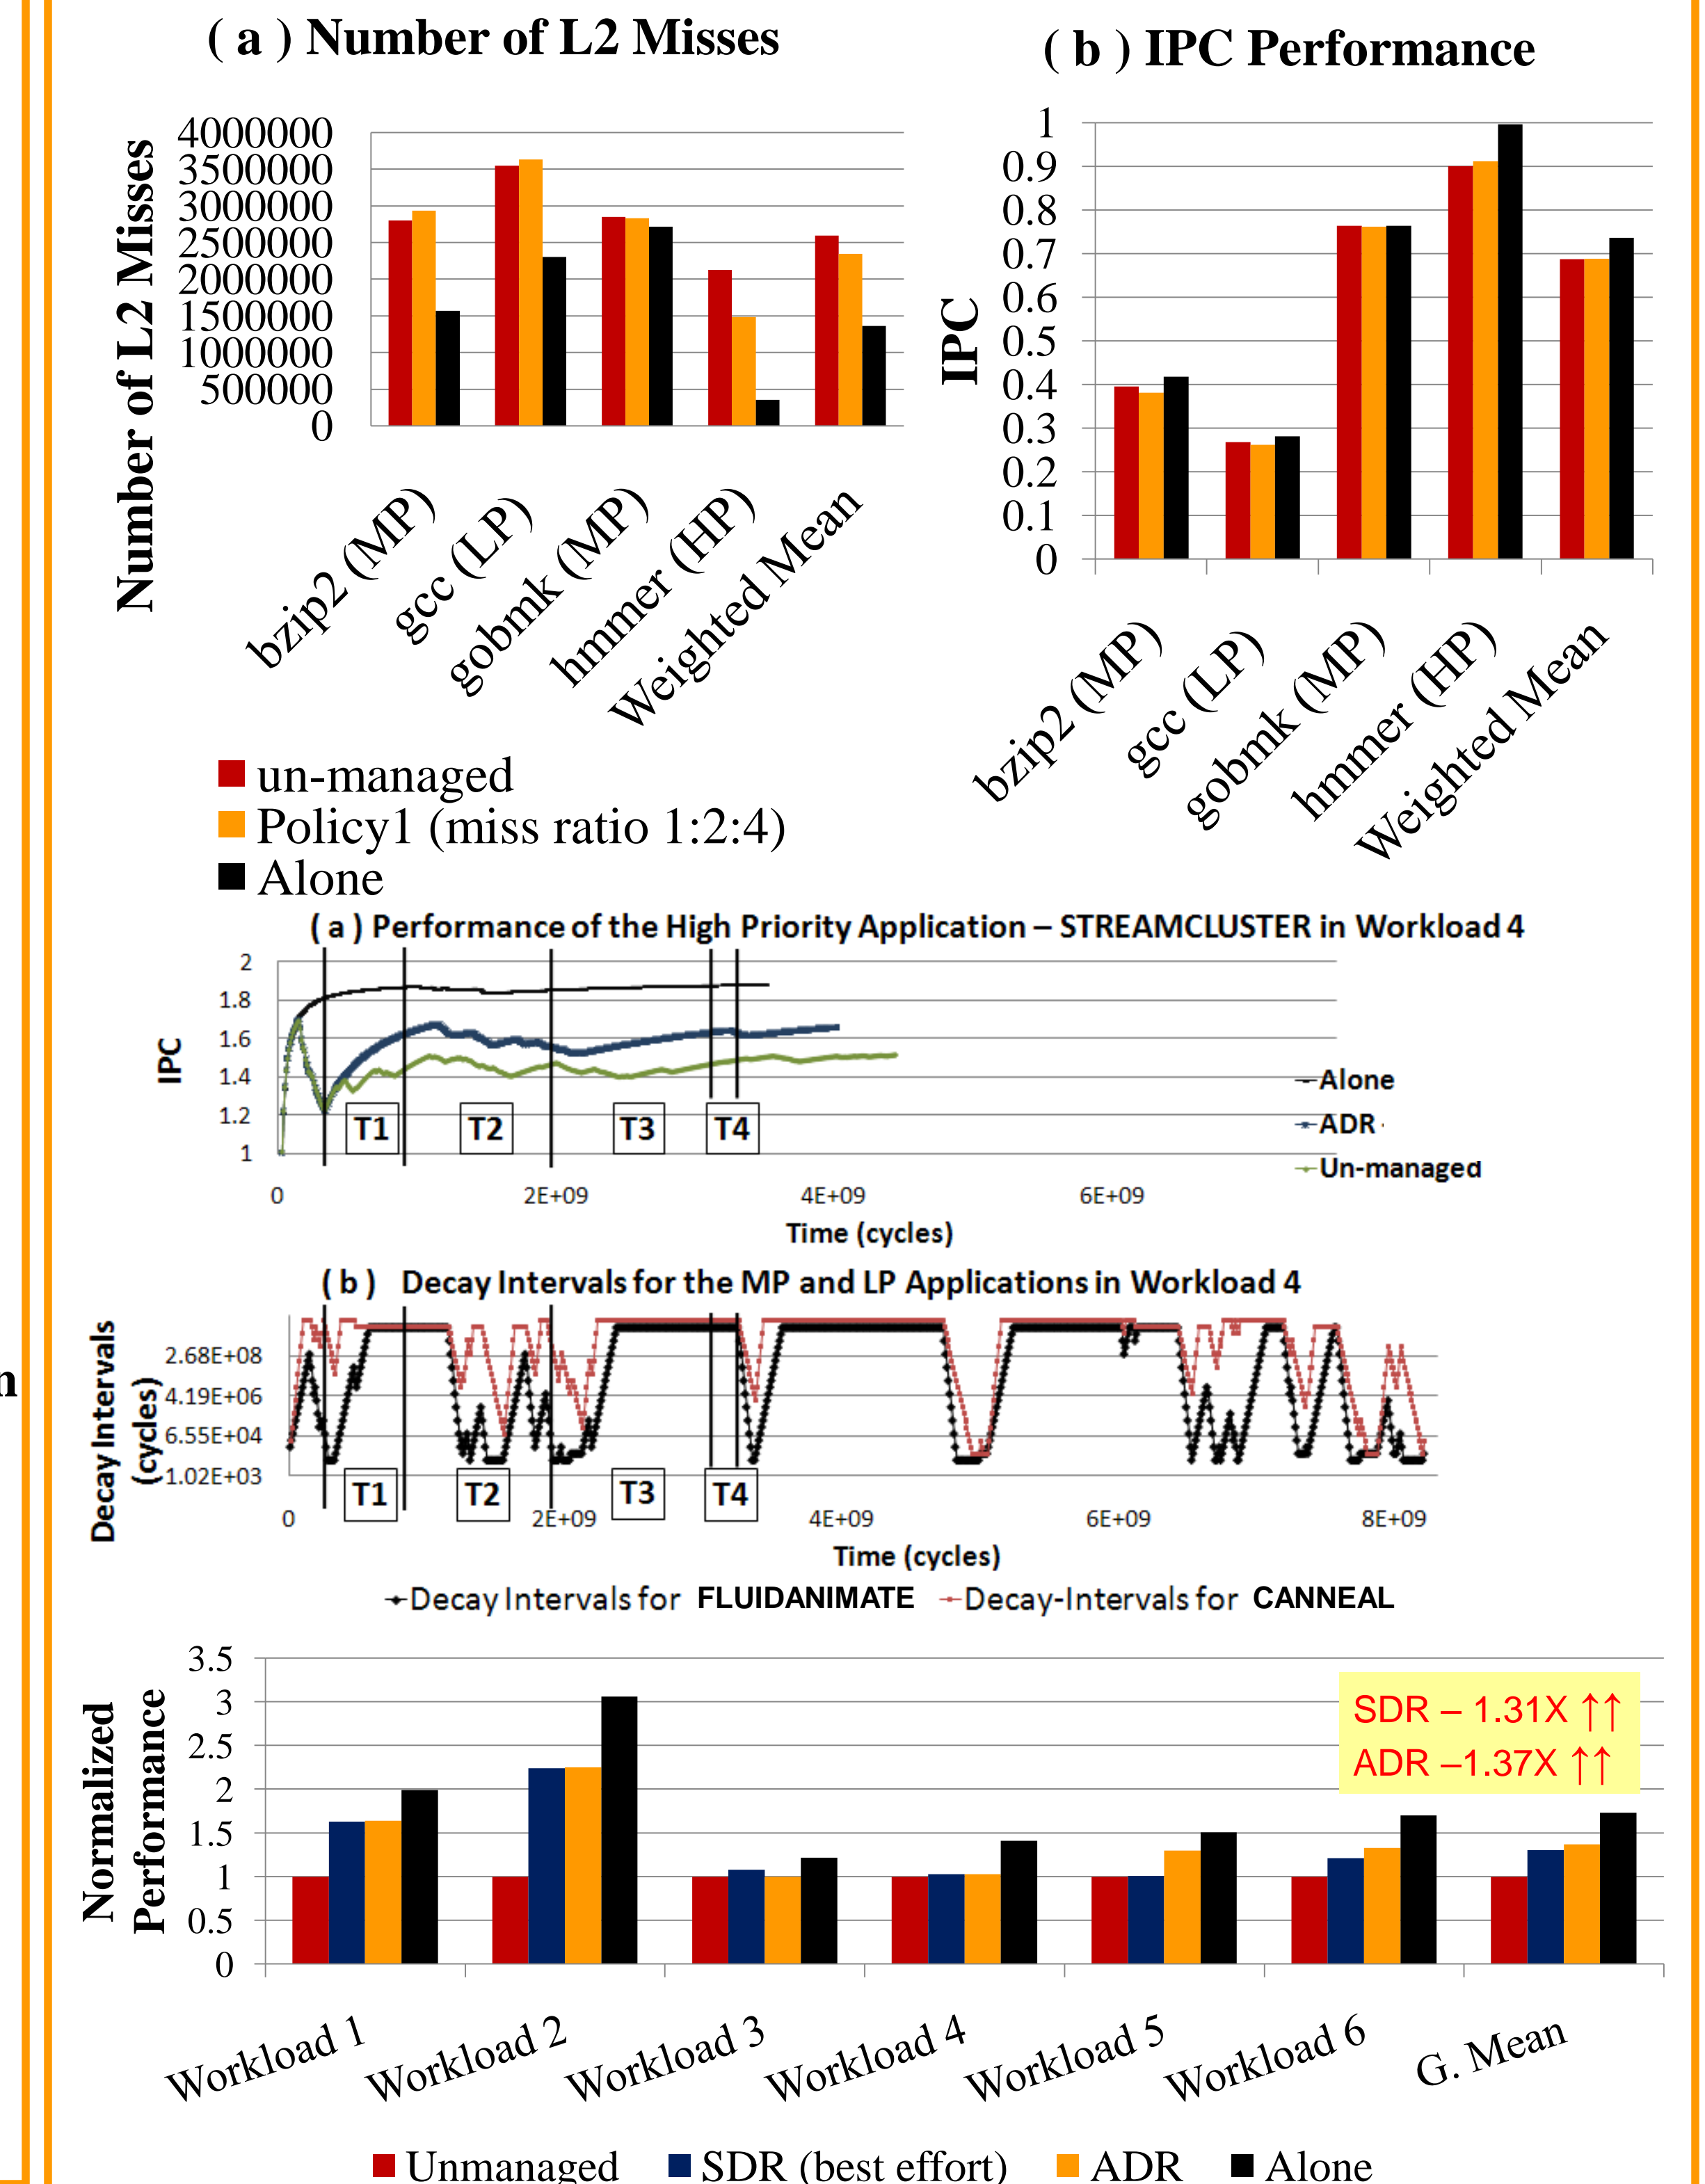 ( a ) Number of L2 Misses
Number of L2 Misses
4000000
3500000
3000000
2500000
2000000
1500000
1000000
500000
0
bzip2 (MP)
gcc (LP)
gobmk (MP)
hmmer (HP)
Weighted Mean
un-managed
Policy1 (miss ratio 1:2:4)
Alone
( b ) IPC Performance
IPC
1
0.9
0.8
0.7
0.6
0.5
0.4
0.3
0.2
0.1
0
bzip2 (MP)
gcc (LP)
gobmk (MP)
hmmer (HP)
Weighted Mean
n
( a ) Performance of the High Priority Application – STREAMCLUSTER in Workload 4
IPC
2
1.8
1.6
1.4
1.2
1
T1 T2 T3 T4
Alone
ADR
Un-managed
0 2E+09 4E+09 6E+09
Time (cycles)
( b ) Decay Intervals for the MP and LP Applications in Workload 4
Decay Intervals
(cycles)
2.68E+08
4.19E+06
6.55E+04
1.02E+03
T1 T2 T3 T4
0 2E+09 4E+09 6E+09 8E+09
Time (cycles)
Decay Intervals for FLUIDANIMATE Decay-Intervals for CANNEAL
Normalized
Performance
3.5
3
2.5
2
1.5
1
0.5
0
SDR – 1.31X ↑↑
ADR –1.37X ↑↑
Workload 1
Workload 2
Workload 3
Workload 4
Workload 5
Workload 6
G. Mean
Unmanaged SDR (best effort) ADR Alone